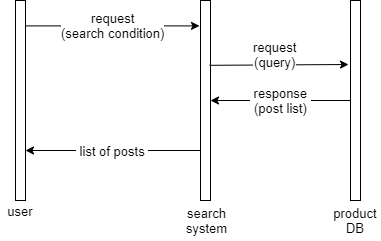 request
(search condition)
request
(query)
response
(post list)
list of posts
user
search
system
product
DB